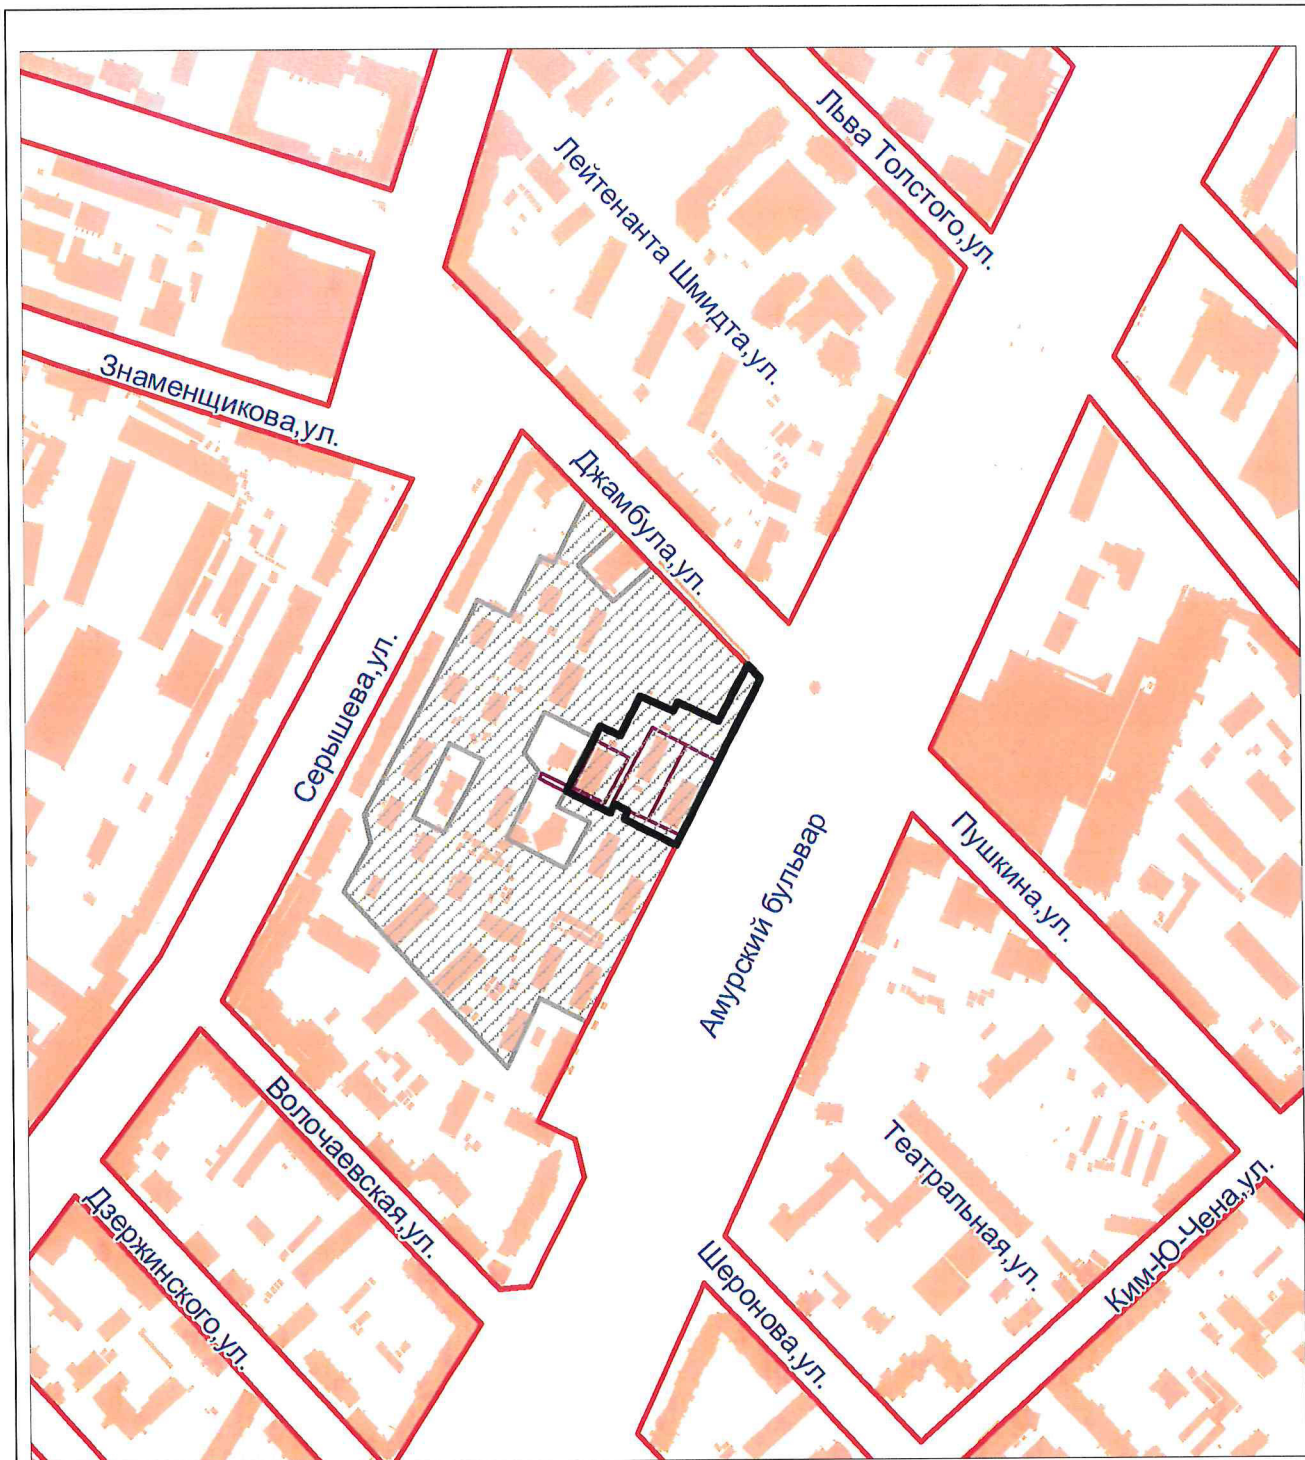 Льва Толстого,ул.
Лейтенанта Шмидта,ул.
Знаменщикова,ул.
Джамбула,ул.
Серышева,ул.
Амурский бульвар
Пушкина,ул.
Волочаевская,ул.
Театральная,ул.
Дзержинского,ул.
Шеронова,ул.
Ким-Ю-Чена,ул.